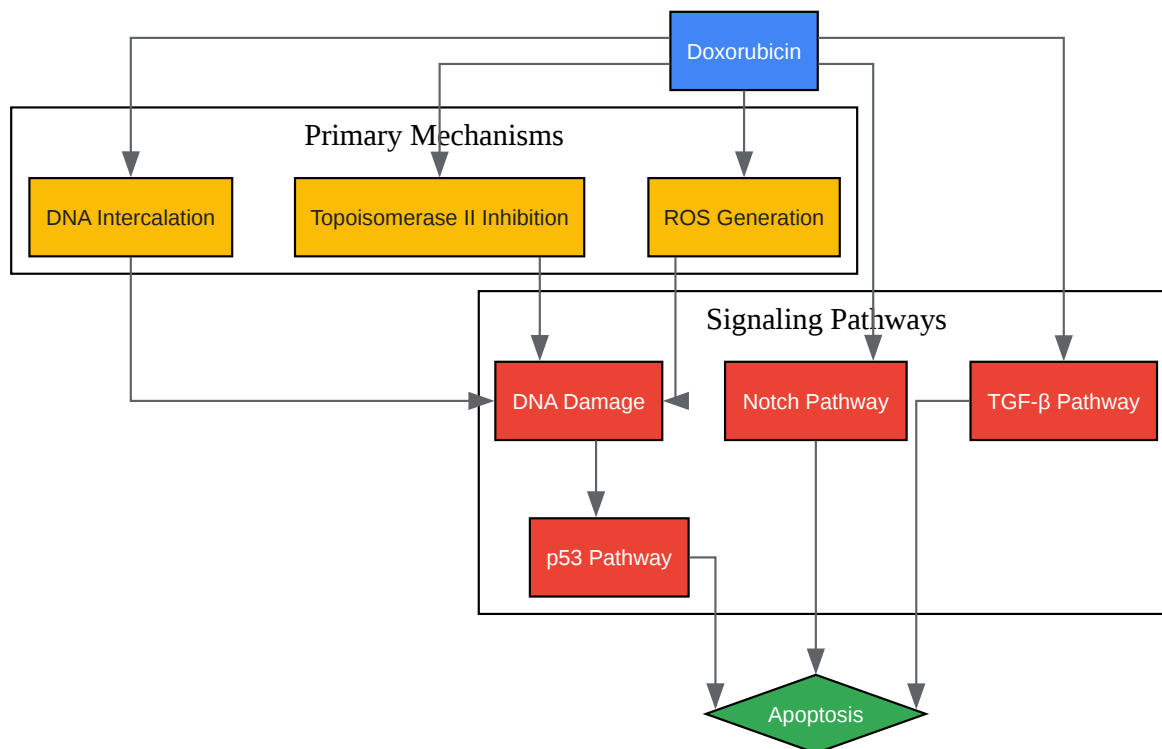 Doxorubicin
Primary Mechanisms
DNA Intercalation
Topoisomerase II Inhibition
ROS Generation
Signaling Pathways
DNA Damage
Notch Pathway
TGF-β Pathway
p53 Pathway
Apoptosis